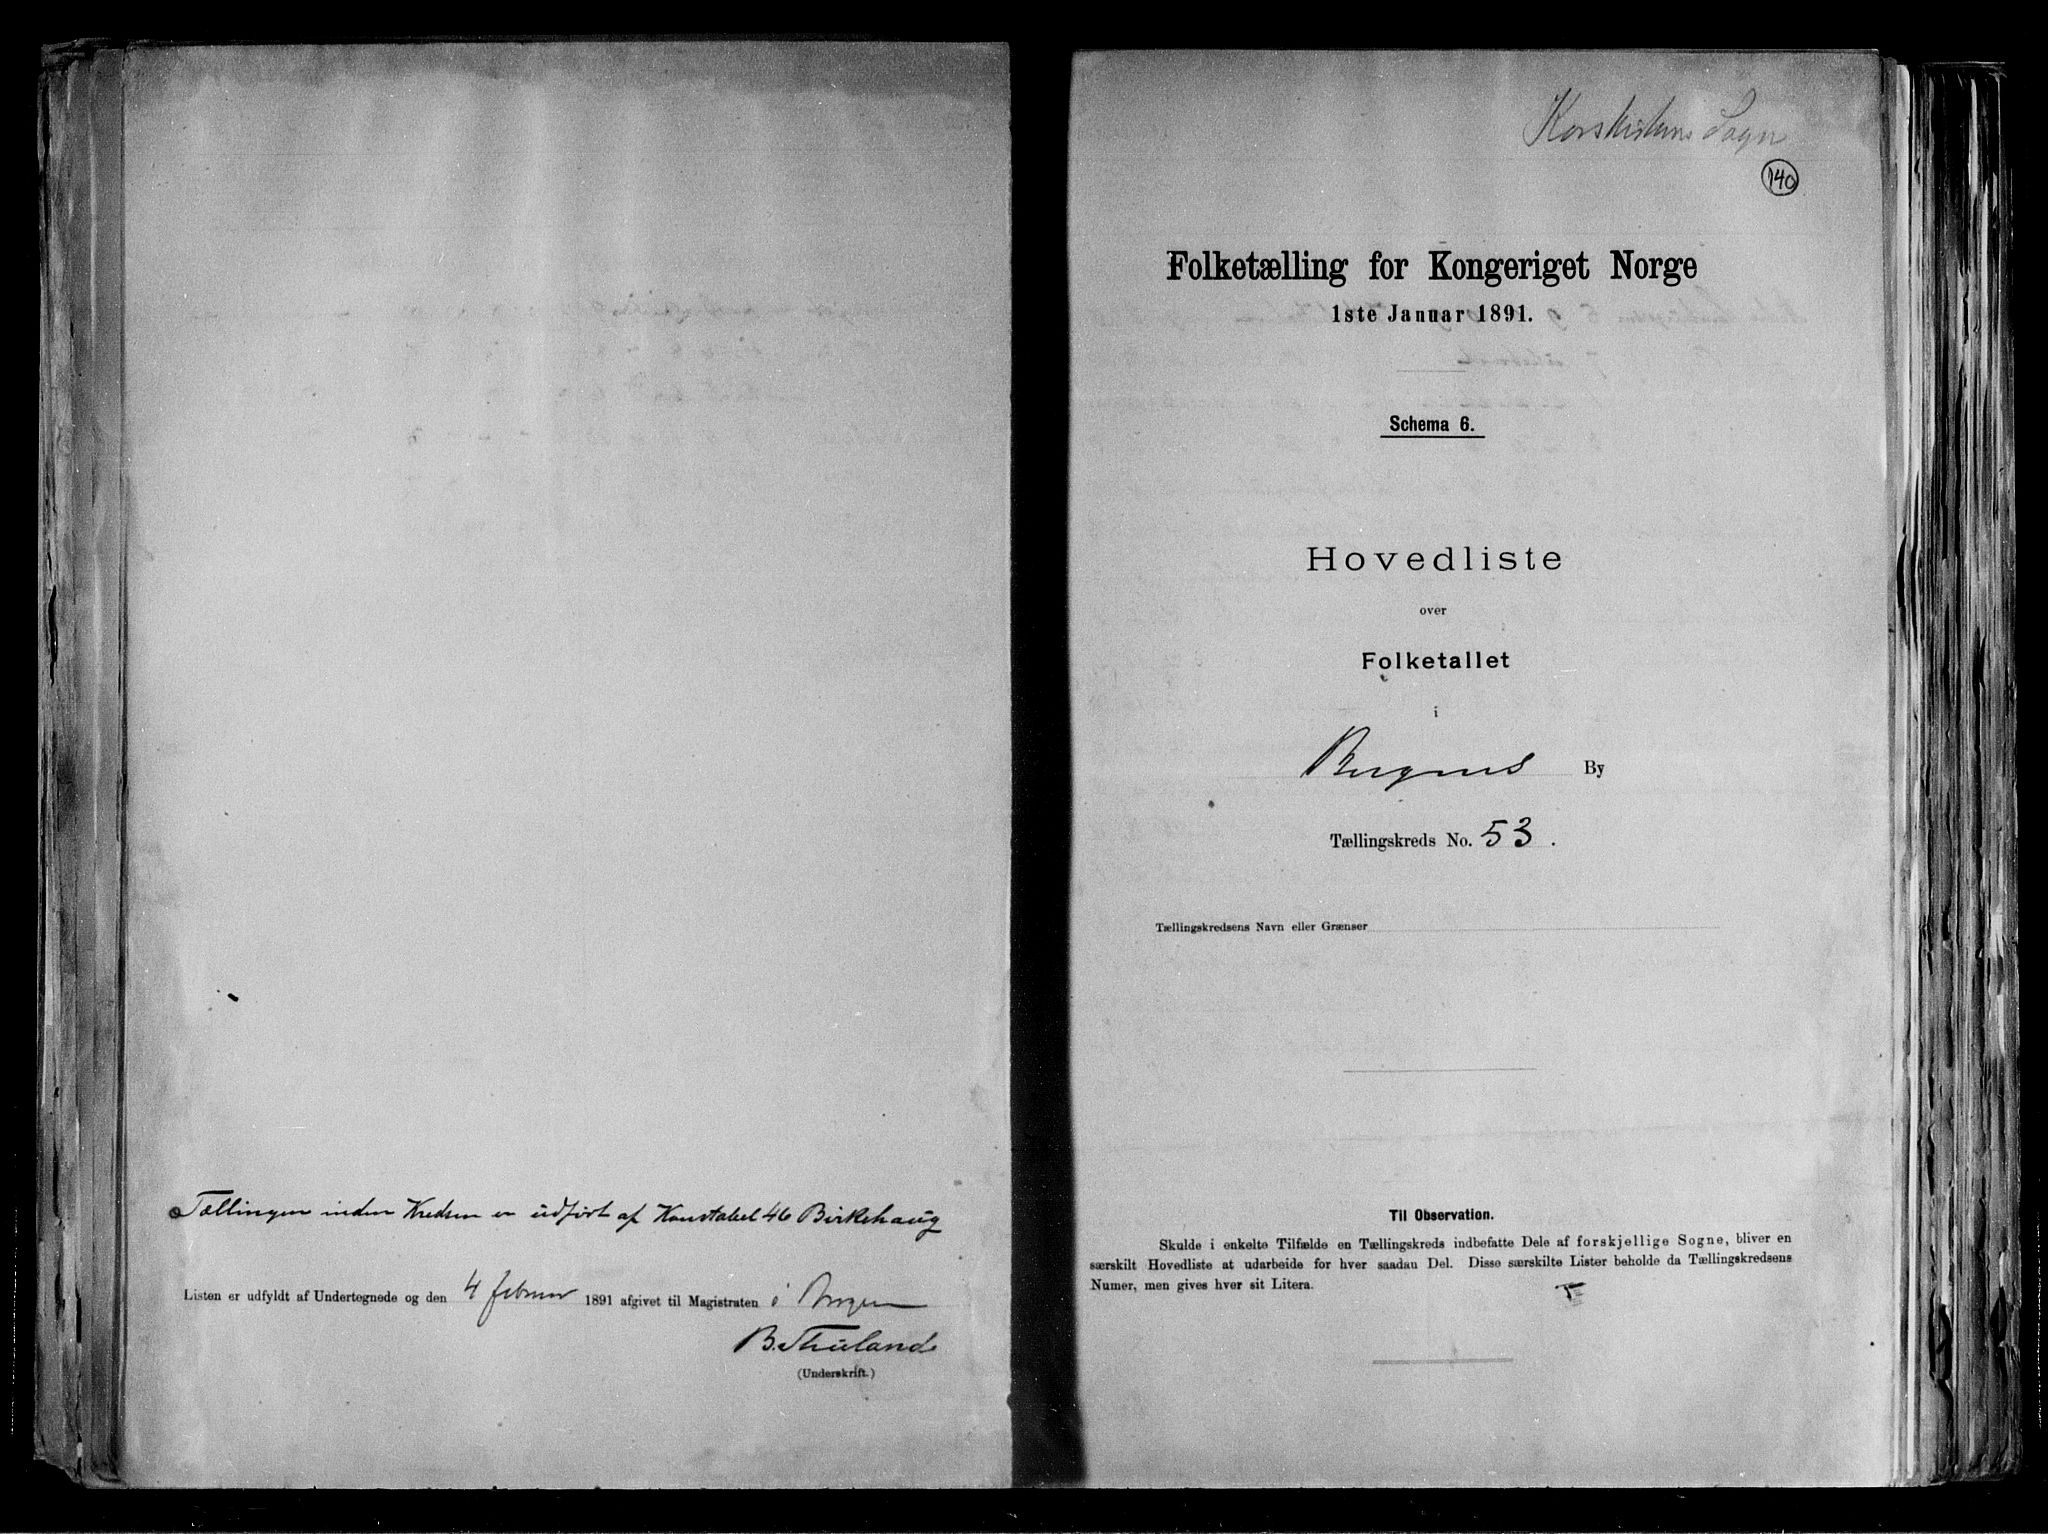 Tællingen inden Kredsen er udført af Konstabel 46 Birkehaug
Listen er udfyldt af Undertegnede og den 4 februar 1891 afgivet til Magistraten i Bergen
B. Thuland
(Underskrift.)
Korskirkens Sogn
140
Folketælling for Kongeriget Norge
1ste Januar 1891.
Schema 6.
Hovedliste
over
Folketallet
i
Bergens By
Tællingskreds No. 53.
Tællingskredsens Navn eller Grænser
Til Observation.
Skulde i enkelte Tilfælde en Tællingskreds indbefatte Dele af forskjellige Sogne, bliver en
særskilt Hovedliste at udarbeide for hver saadan Del. Disse særskilte Lister beholde da Tællingskredsens
Numer, men gives hver sit Litera.